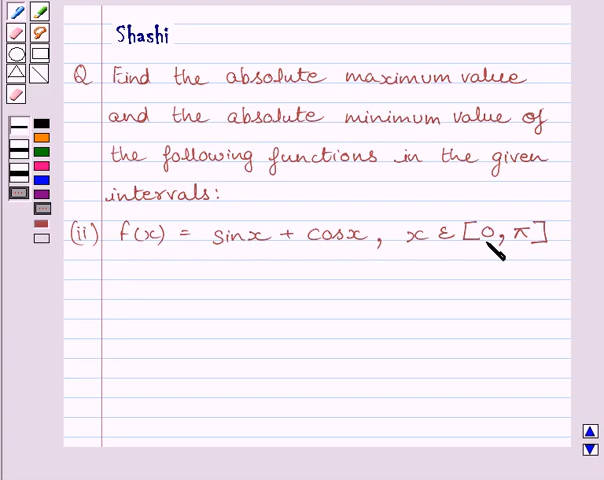 Shashi
Q Find the absolute maximum value
and the absolute minimum value of
the following functions in the given
intervals:
(ii) f(x) = sinx + cosx, x ε [0, π]